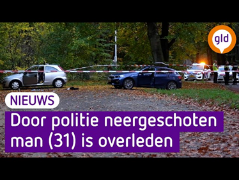 gld
NIEUWS
Door politie neergeschoten
man (31) is overleden